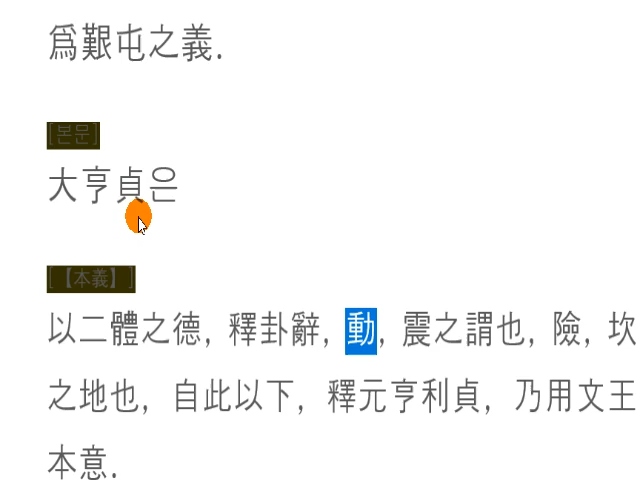 爲艱屯之義.
[본문]
大亨貞은
[【本義】]
以二體之德, 釋卦辭, 動, 震之謂也, 險, 坎
之地也, 自此以下, 釋元亨利貞, 乃用文王
本意.